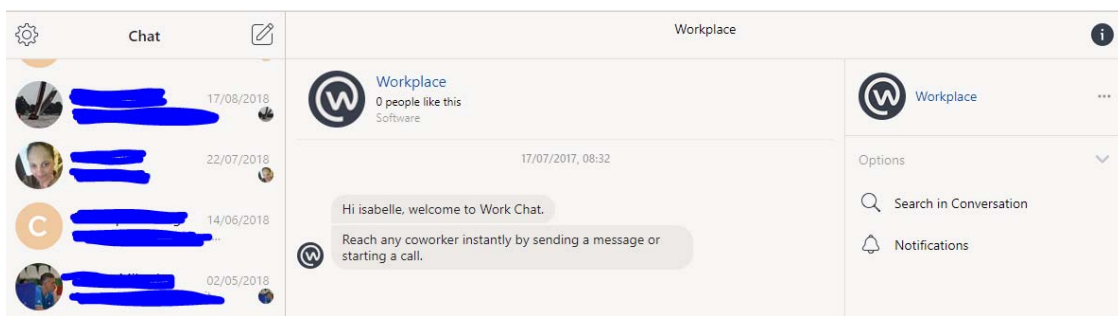 Chat
Workplace
17/08/2018
22/07/2018
C
14/06/2018
02/05/2018
Workplace
0 people like this
Software
17/07/2017, 08:32
Hi isabelle, welcome to Work Chat.
Reach any coworker instantly by sending a message or
starting a call.
Workplace
Options
Search in Conversation
Notifications